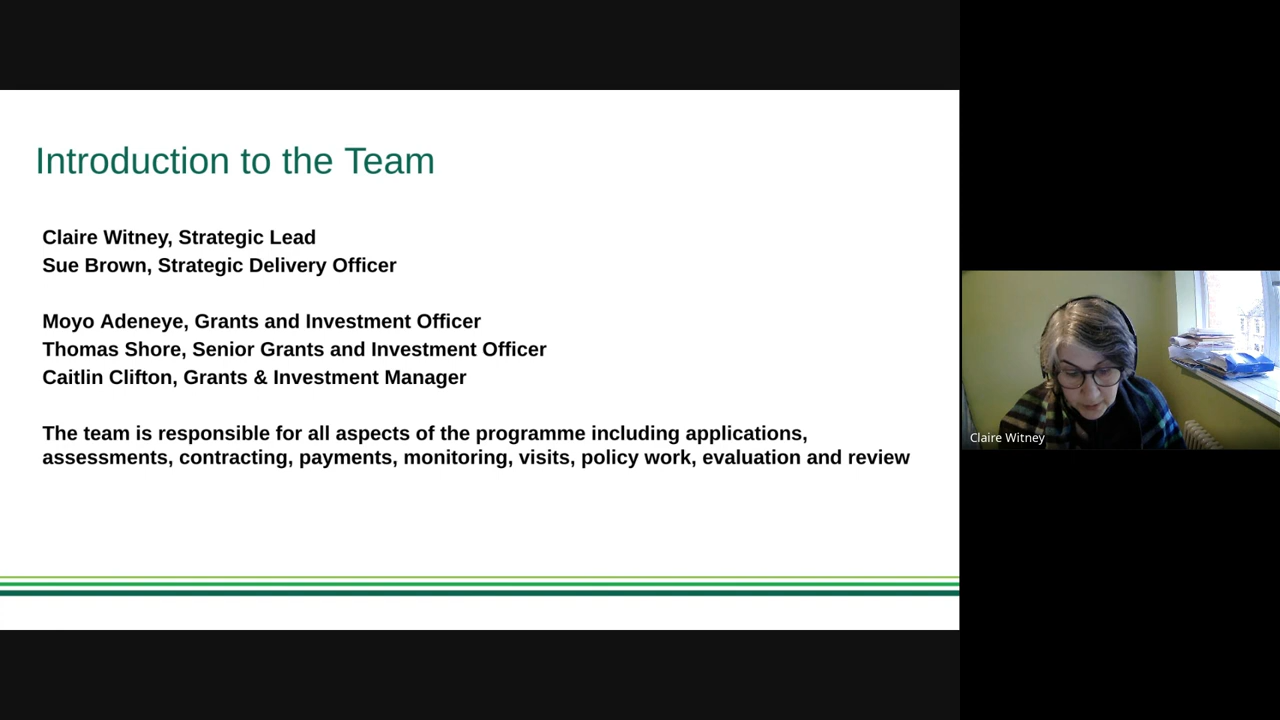 Introduction to the Team
Claire Witney, Strategic Lead
Sue Brown, Strategic Delivery Officer
Moyo Adeneye, Grants and Investment Officer
Thomas Shore, Senior Grants and Investment Officer
Caitlin Clifton, Grants & Investment Manager
The team is responsible for all aspects of the programme including applications,
assessments, contracting, payments, monitoring, visits, policy work, evaluation and review
Claire Witney